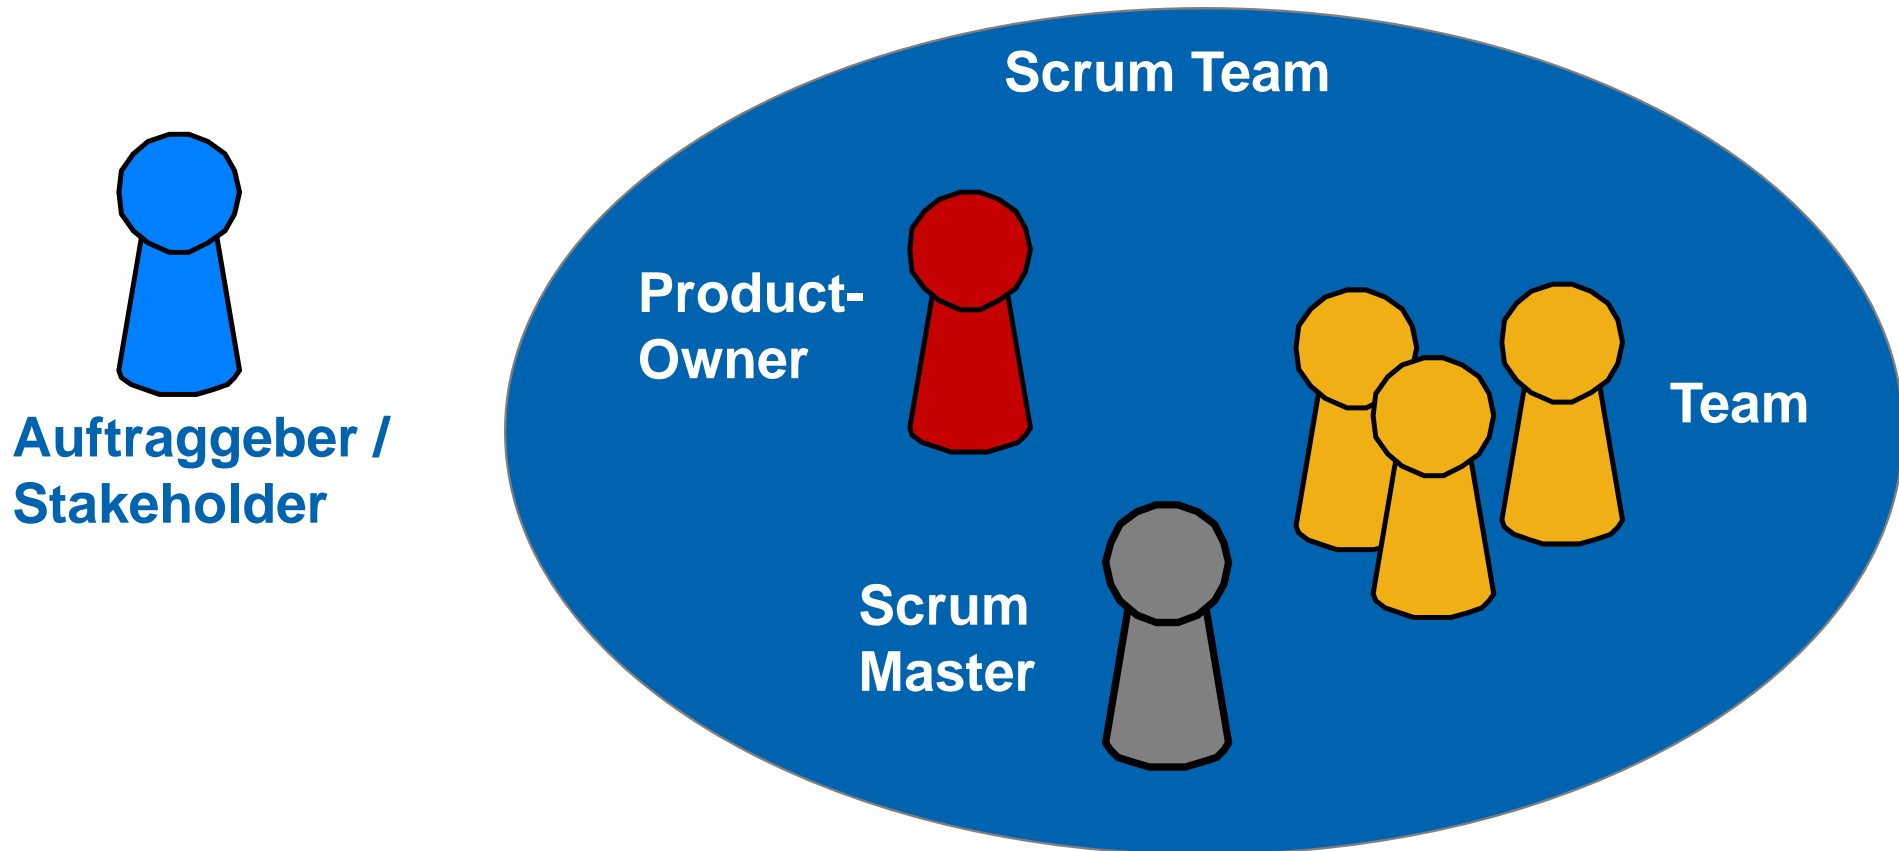 Scrum Team
Product-
Owner
Team
Auftraggeber /
Stakeholder
Scrum
Master